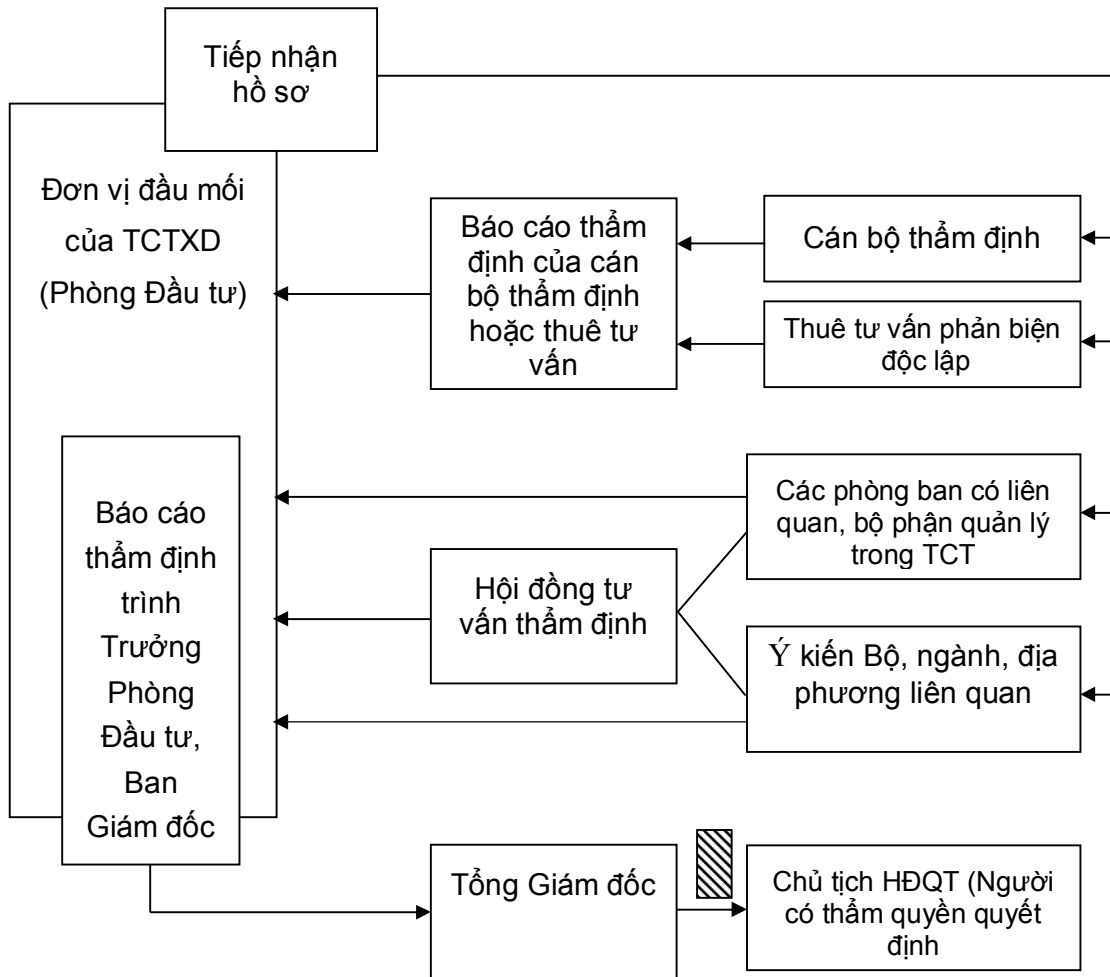 Tiếp nhận
hồ sơ
Đơn vị đầu mối
của TCTXD
(Phòng Đầu tư)
Báo cáo thẩm
định của cán
bộ thẩm định
hoặc thuê tư
vấn
Cán bộ thẩm định
Thuê tư vấn phản biện
độc lập
Các phòng ban có liên
quan, bộ phận quản lý
trong TCT
Báo cáo
thẩm định
trình
Trưởng
Phòng
Đầu tư,
Ban
Giám đốc
Hội đồng tư
vấn thẩm định
Ý kiến Bộ, ngành, địa
phương liên quan
Tổng Giám đốc
Chủ tịch HĐQT (Người
có thẩm quyền quyết
định